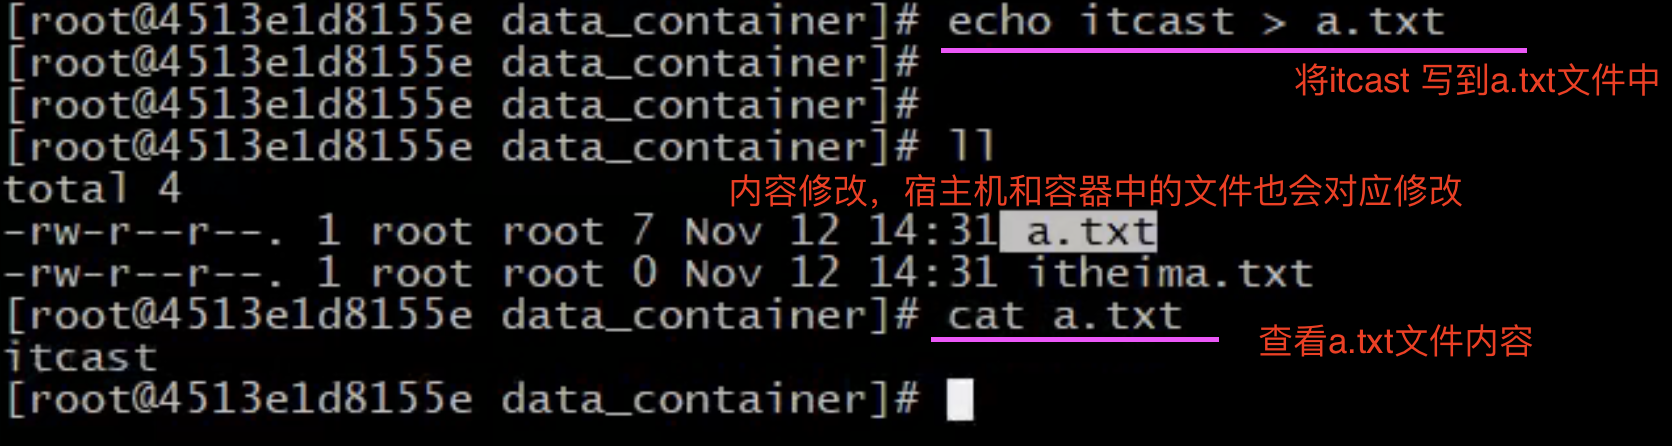 [root@4513e1d8155e data_container]# echo itcast > a.txt
[root@4513e1d8155e data_container]#
将itcast 写到a.txt文件中
[root@4513e1d8155e data_container]#
[root@4513e1d8155e data_container]# ll
total 4
内容修改，宿主机和容器中的文件也会对应修改
-rw-r--r--. 1 root root 7 Nov 12 14:31 a.txt
-rw-r--r--. 1 root root 0 Nov 12 14:31 itheima.txt
[root@4513e1d8155e data_container]# cat a.txt
查看a.txt文件内容
itcast
[root@4513e1d8155e data_container]#